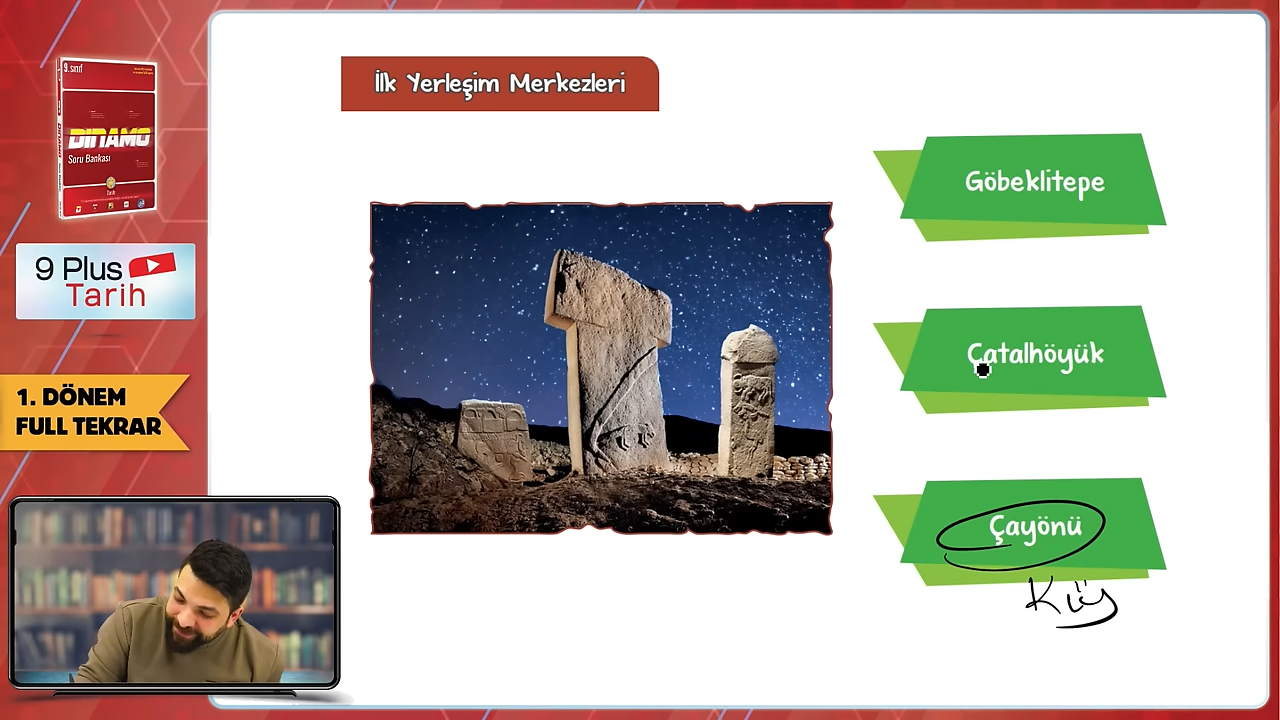 9. sınıf
DİNAMO
Soru Bankası
Tarih
9 Plus
Tarih
1. DÖNEM
FULL TEKRAR
İlk Yerleşim Merkezleri
Göbeklitepe
Çatalhöyük
Çayönü
Köy